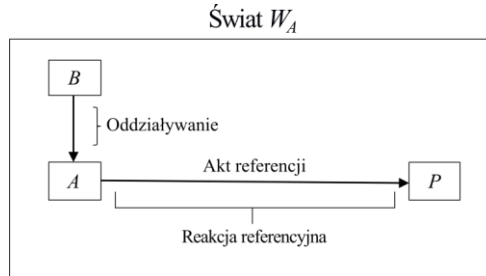 Świat W_A
B
Oddziaływanie
Akt referencji
A
P
Reakcja referencyjna